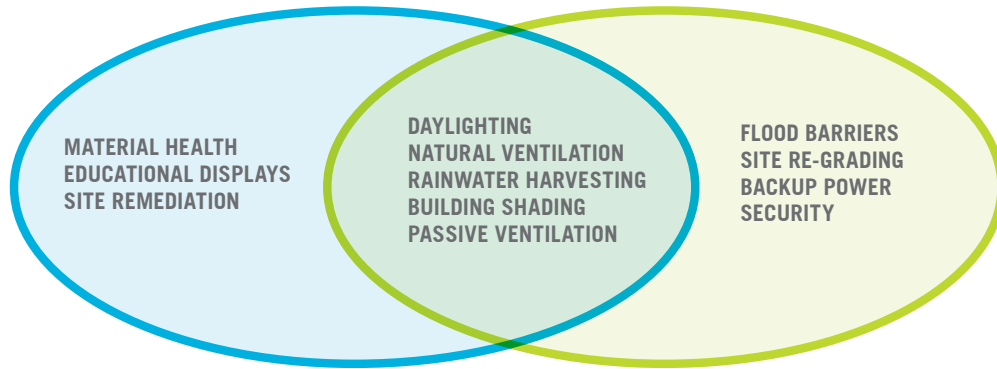 MATERIAL HEALTH
EDUCATIONAL DISPLAYS
SITE REMEDIATION
DAYLIGHTING
NATURAL VENTILATION
RAINWATER HARVESTING
BUILDING SHADING
PASSIVE VENTILATION
FLOOD BARRIERS
SITE RE-GRADING
BACKUP POWER
SECURITY